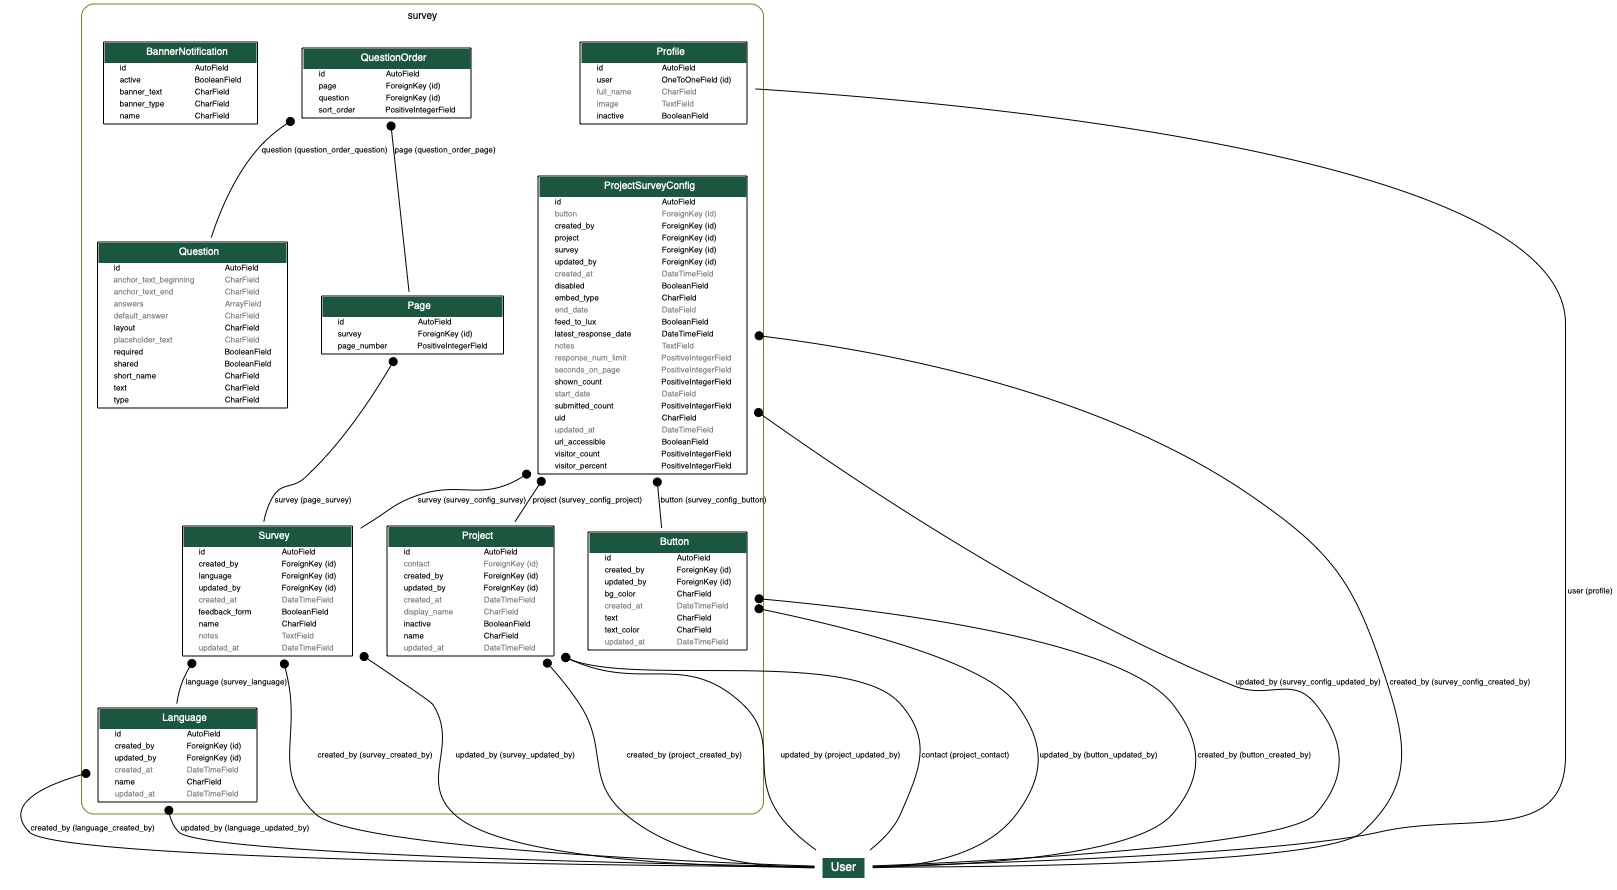 survey
BannerNotification
id AutoField
active BooleanField
banner_text CharField
banner_type CharField
name CharField
QuestionOrder
id AutoField
page ForeignKey (id)
question ForeignKey (id)
sort_order PositiveIntegerField
Profile
id AutoField
user OneToOneField (id)
full_name CharField
image TextField
inactive BooleanField
question (question_order_question)
page (question_order_page)
ProjectSurveyConfig
id AutoField
button ForeignKey (id)
created_by ForeignKey (id)
project ForeignKey (id)
survey ForeignKey (id)
updated_by ForeignKey (id)
created_at DateTimeField
disabled BooleanField
embed_type CharField
end_date DateField
feed_to_lux BooleanField
latest_response_date DateTimeField
notes TextField
response_num_limit PositiveIntegerField
seconds_on_page PositiveIntegerField
shown_count PositiveIntegerField
start_date DateField
submitted_count PositiveIntegerField
uid CharField
updated_at DateTimeField
url_accessible BooleanField
visitor_count PositiveIntegerField
visitor_percent PositiveIntegerField
Question
id AutoField
anchor_text_beginning CharField
anchor_text_end CharField
answers ArrayField
default_answer CharField
layout CharField
placeholder_text CharField
required BooleanField
shared BooleanField
short_name CharField
text CharField
type CharField
Page
id AutoField
survey ForeignKey (id)
page_number PositiveIntegerField
survey (page_survey)
survey (survey_config_survey)
project (survey_config_project)
button (survey_config_button)
Survey
id AutoField
created_by ForeignKey (id)
language ForeignKey (id)
updated_by ForeignKey (id)
created_at DateTimeField
feedback_form BooleanField
name CharField
notes TextField
updated_at DateTimeField
Project
id AutoField
contact ForeignKey (id)
created_by ForeignKey (id)
updated_by ForeignKey (id)
created_at DateTimeField
display_name CharField
inactive BooleanField
name CharField
updated_at DateTimeField
Button
id AutoField
created_by ForeignKey (id)
updated_by ForeignKey (id)
bg_color CharField
created_at DateTimeField
text CharField
text_color CharField
updated_at DateTimeField
user (profile)
language (survey_language)
updated_by (survey_config_updated_by)
created_by (survey_config_created_by)
Language
id AutoField
created_by ForeignKey (id)
updated_by ForeignKey (id)
created_at DateTimeField
name CharField
updated_at DateTimeField
created_by (survey_created_by)
updated_by (survey_updated_by)
created_by (project_created_by)
updated_by (project_updated_by)
contact (project_contact)
updated_by (button_updated_by)
created_by (button_created_by)
created_by (language_created_by)
updated_by (language_updated_by)
User